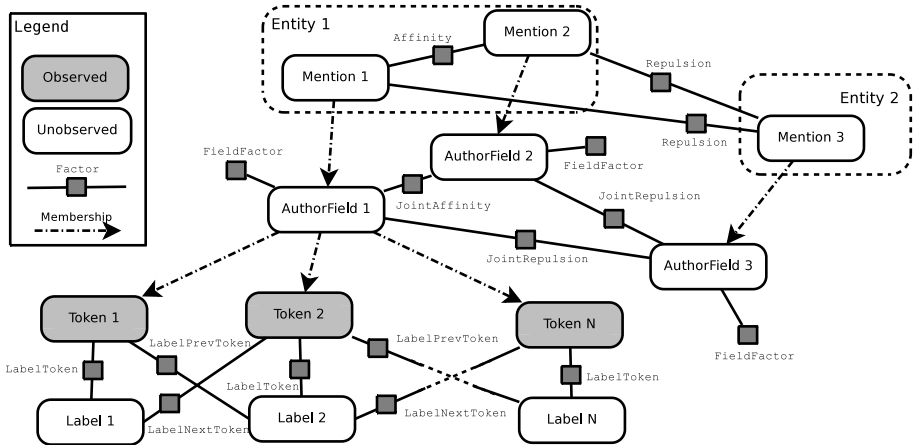 Legend
Observed
Unobserved
Factor
Membership
Entity 1
Affinity
Mention 2
Mention 1
Repulsion
Entity 2
Mention 3
Repulsion
AuthorField 2
FieldFactor
FieldFactor
AuthorField 1
JointAffinity
JointRepulsion
JointRepulsion
AuthorField 3
FieldFactor
Token 1
Token 2
Token N
LabelPrevToken
LabelPrevToken
LabelToken
LabelToken
LabelToken
Label 1
LabelNextToken
Label 2
LabelNextToken
Label N